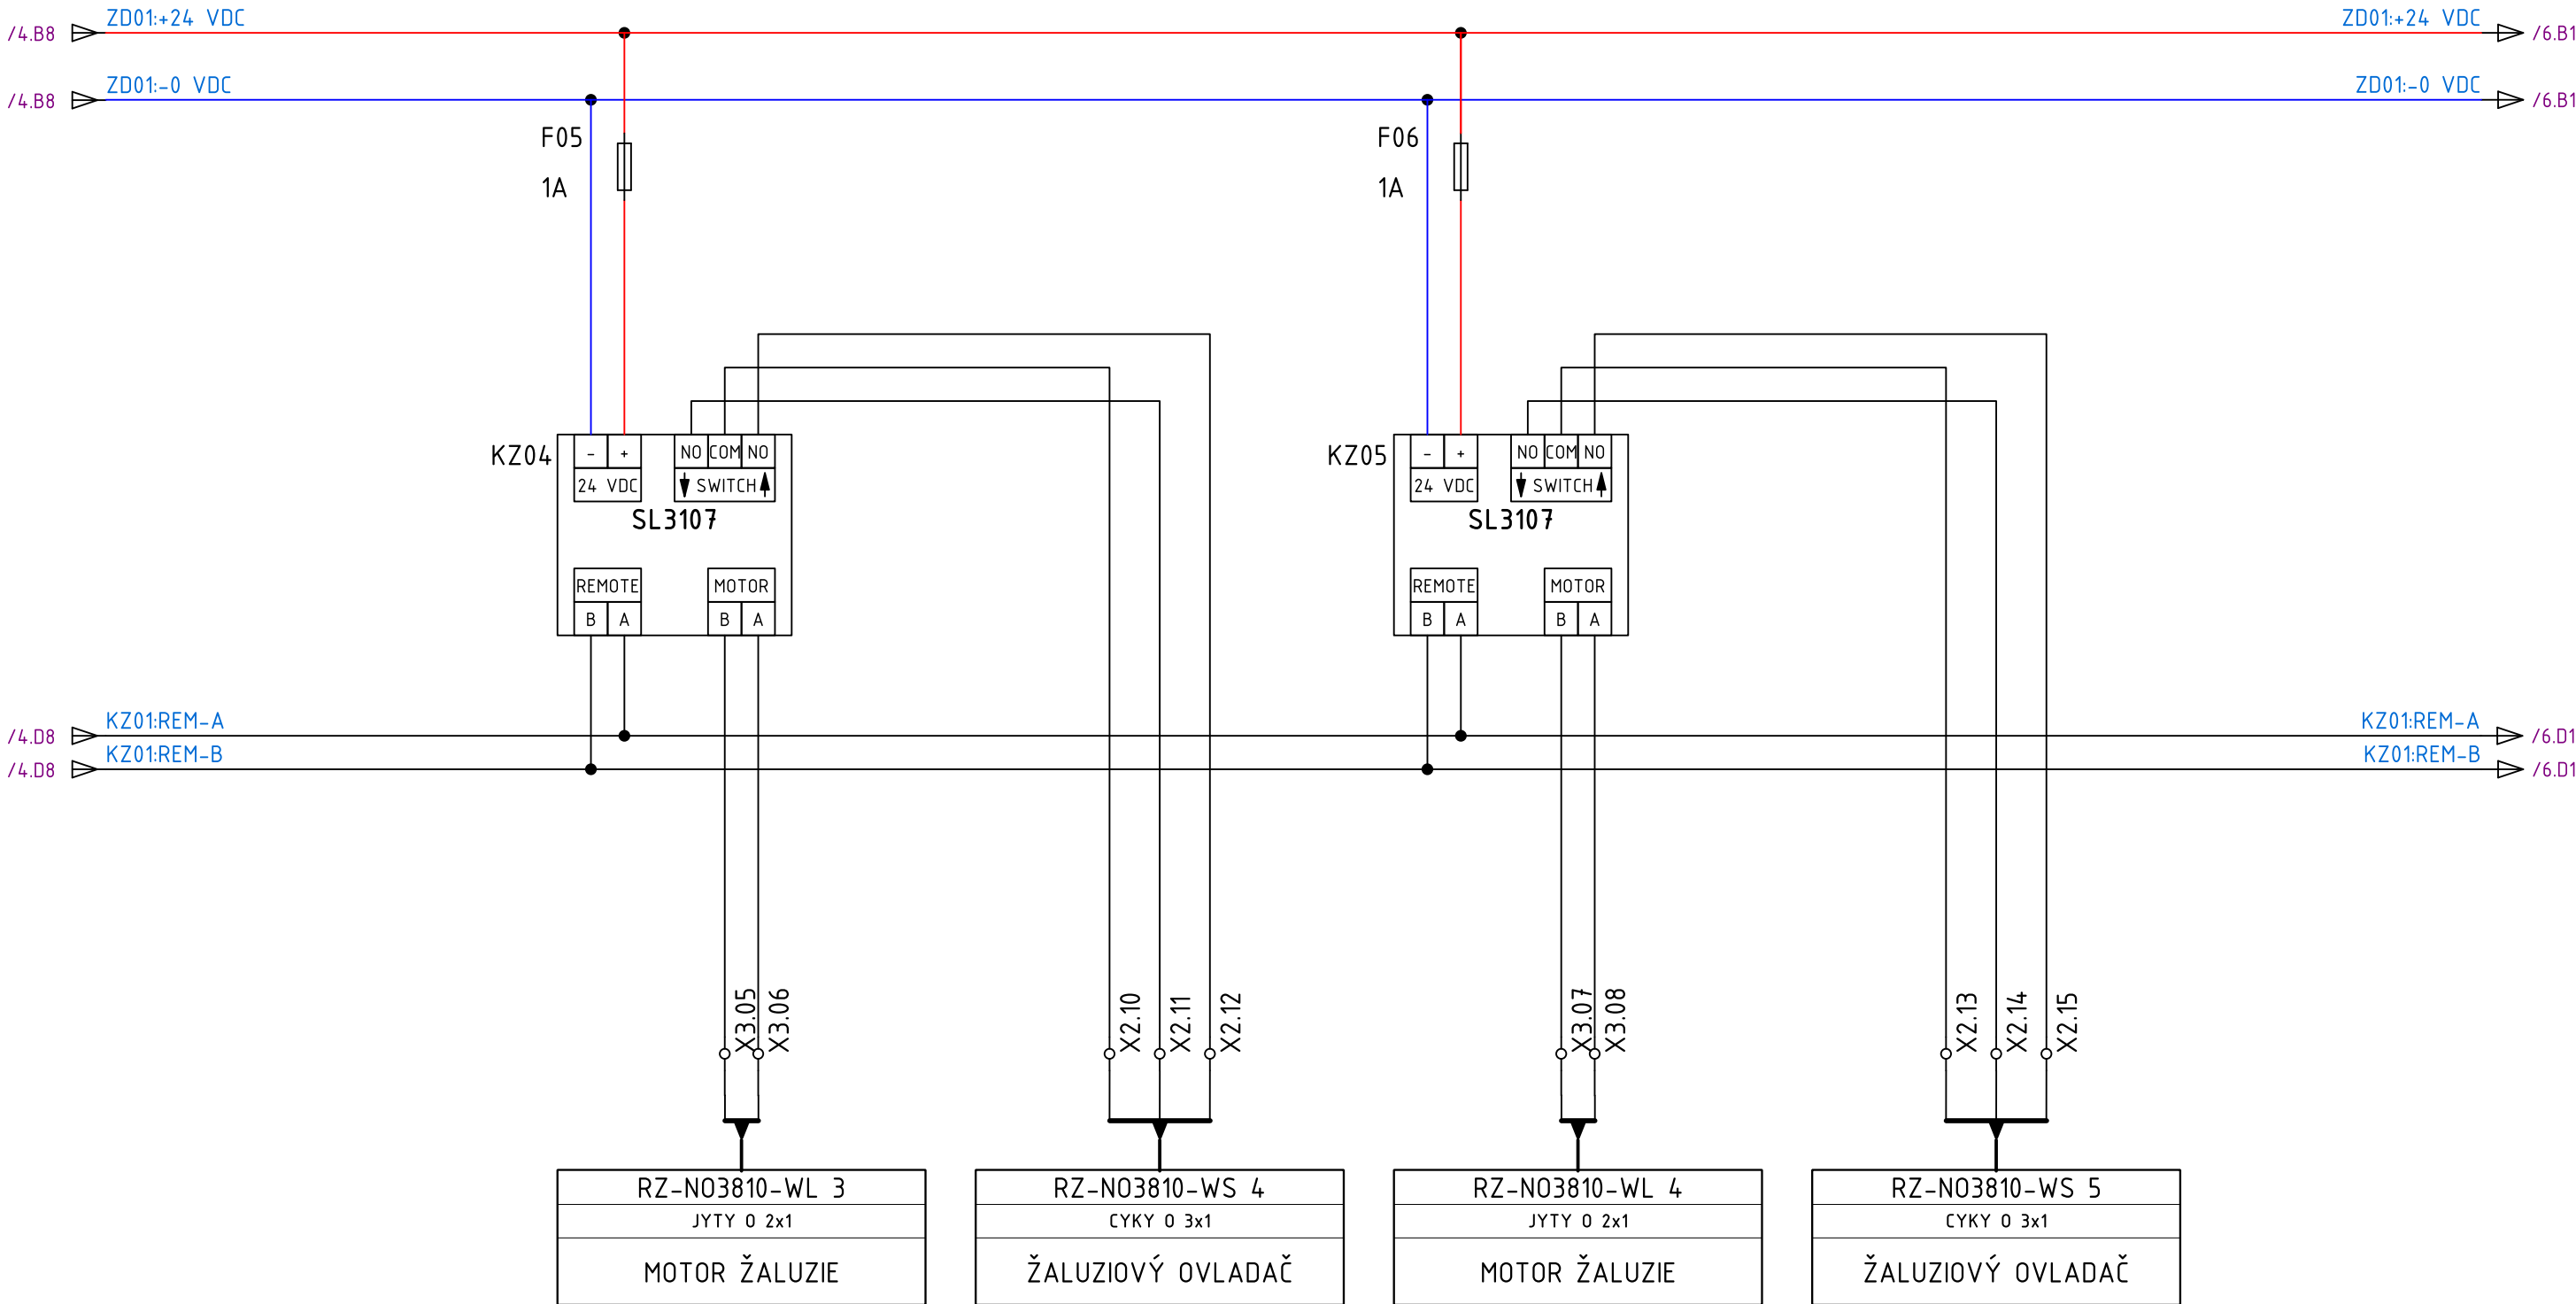 ZD01:+24 VDC
ZD01:+24 VDC
/4.B8
/6.B1
ZD01:-0 VDC
ZD01:-0 VDC
/4.B8
/6.B1
F05
1A
F06
1A
KZ04
- +
NO COM NO
24 VDC
SWITCH
SL3107
REMOTE
MOTOR
B A
B A
KZ05
- +
NO COM NO
24 VDC
SWITCH
SL3107
REMOTE
MOTOR
B A
B A
KZ01:REM-A
KZ01:REM-A
/4.D8
/6.D1
KZ01:REM-B
KZ01:REM-B
/4.D8
/6.D1
X3.05
X3.06
X2.10
X2.11
X2.12
X3.07
X3.08
X2.13
X2.14
X2.15
RZ-NO3810-WL 3
JYTY O 2x1
MOTOR ŽALUZIE
RZ-NO3810-WS 4
CYKY O 3x1
ŽALUZIOVÝ OVLADAČ
RZ-NO3810-WL 4
JYTY O 2x1
MOTOR ŽALUZIE
RZ-NO3810-WS 5
CYKY O 3x1
ŽALUZIOVÝ OVLADAČ